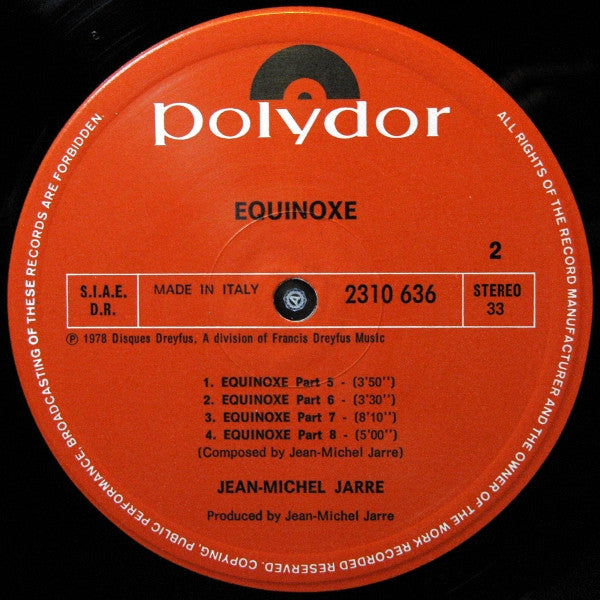 polydor
EQUINOXE
2
S.I.A.E.
D.R.
MADE IN ITALY
2310 636
STEREO
33
℗ 1978 Disques Dreyfus. A division of Francis Dreyfus Music
1. EQUINOXE Part 5 - (3'50'')
2. EQUINOXE Part 6 - (3'30'')
3. EQUINOXE Part 7 - (8'10'')
4. EQUINOXE Part 8 - (5'00'')
(Composed by Jean-Michel Jarre)
JEAN-MICHEL JARRE
Produced by Jean-Michel Jarre
ALL RIGHTS OF THE RECORD MANUFACTURER AND THE OWNER OF THE WORK RECORDED RESERVED. COPYING, PUBLIC PERFORMANCE, BROADCASTING OF THESE RECORDS ARE FORBIDDEN.